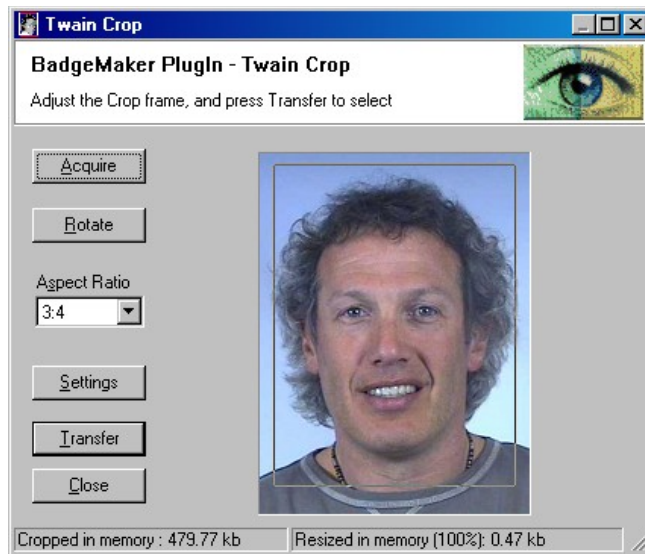 Twain Crop
BadgeMaker PlugIn - Twain Crop
Adjust the Crop frame, and press Transfer to select
Acquire
Rotate
Aspect Ratio
3:4
Settings
Transfer
Close
Cropped in memory : 479.77 kb
Resized in memory (100%): 0.47 kb